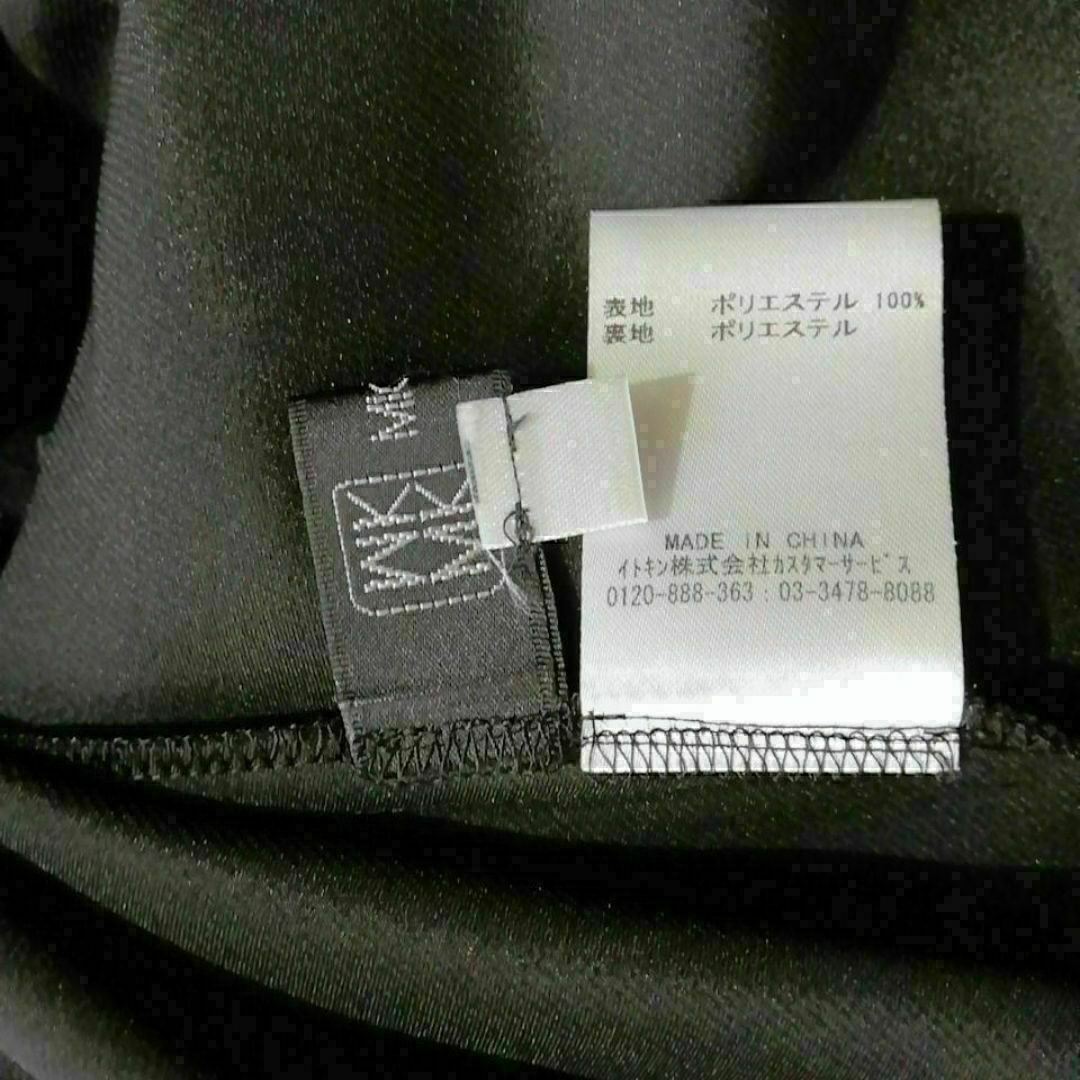 MK
MK
MK
表地 ポリエステル 100%
裏地 ポリエステル
MADE IN CHINA
イトキン株式会社カスタマーサービス
0120-888-363 : 03-3478-8088